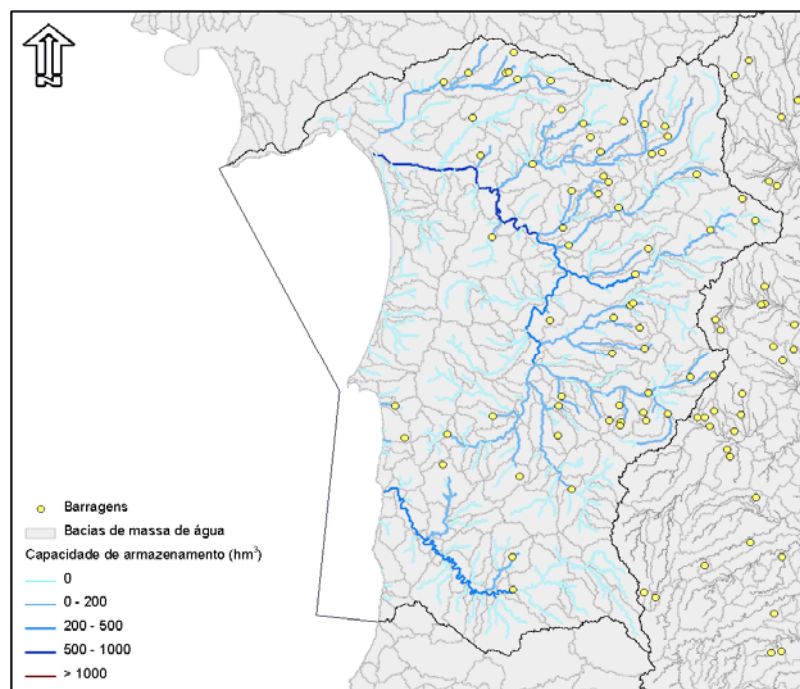 N
Barragens
Bacias de massa de água
Capacidade de armazenamento (hm³)
0
0 - 200
200 - 500
500 - 1000
> 1000